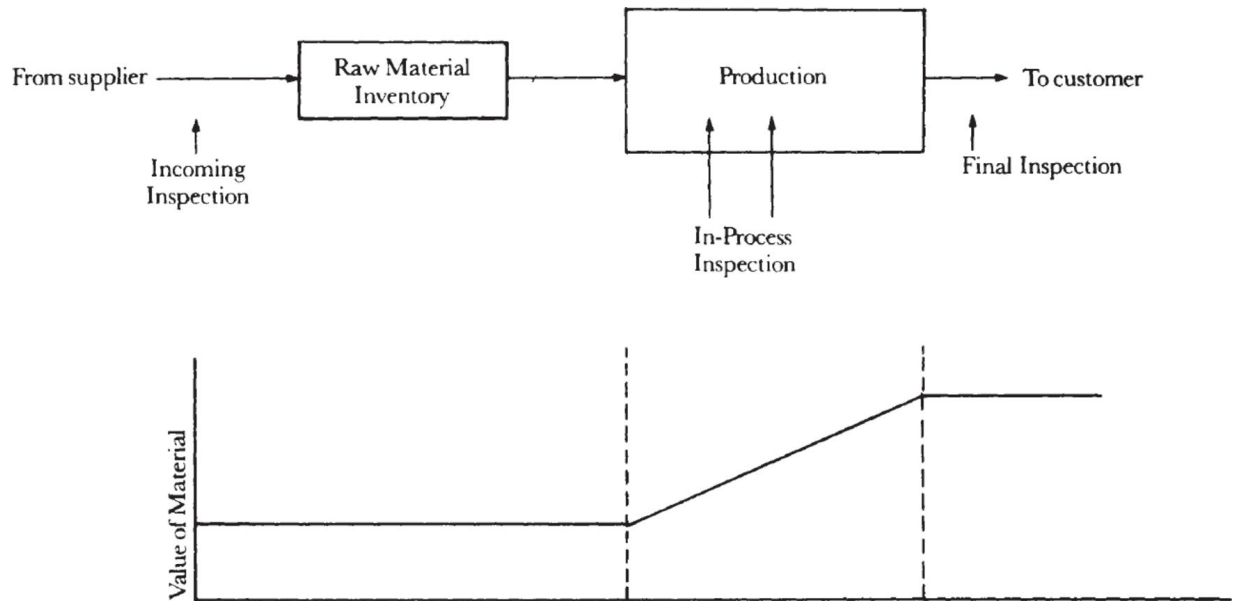 From supplier
Raw Material
Inventory
Production
To customer
Incoming
Inspection
Final Inspection
In-Process
Inspection
Value of Material